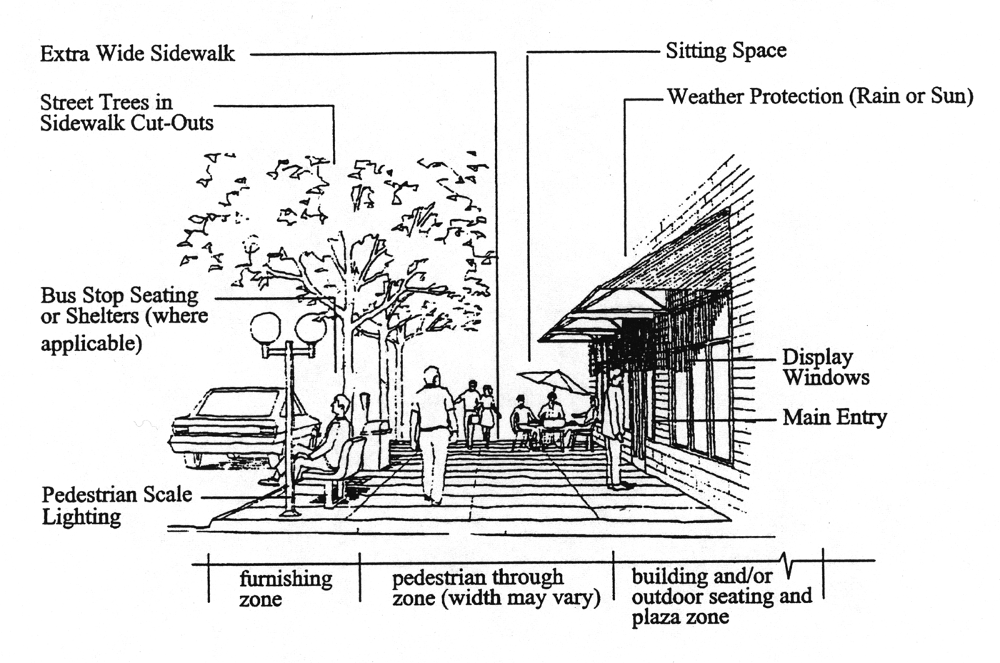 Extra Wide Sidewalk
Street Trees in
Sidewalk Cut-Outs
Bus Stop Seating
or Shelters (where
applicable)
Pedestrian Scale
Lighting
Sitting Space
Weather Protection (Rain or Sun)
Display
Windows
Main Entry
furnishing
zone
pedestrian through
zone (width may vary)
building and/or
outdoor seating and
plaza zone